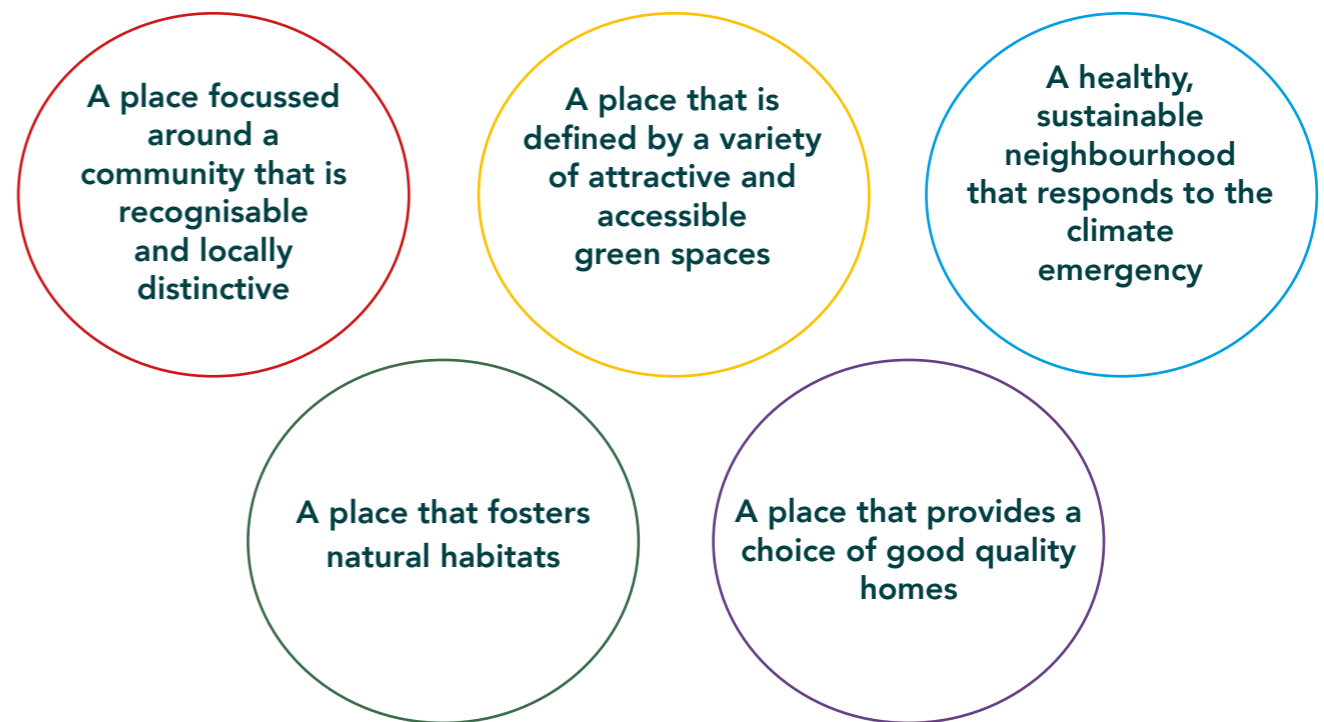 A place focussed
around a
community that is
recognisable
and locally
distinctive
A place that is
defined by a variety
of attractive and
accessible
green spaces
A healthy,
sustainable
neighbourhood
that responds to the
climate
emergency
A place that fosters
natural habitats
A place that provides a
choice of good quality
homes